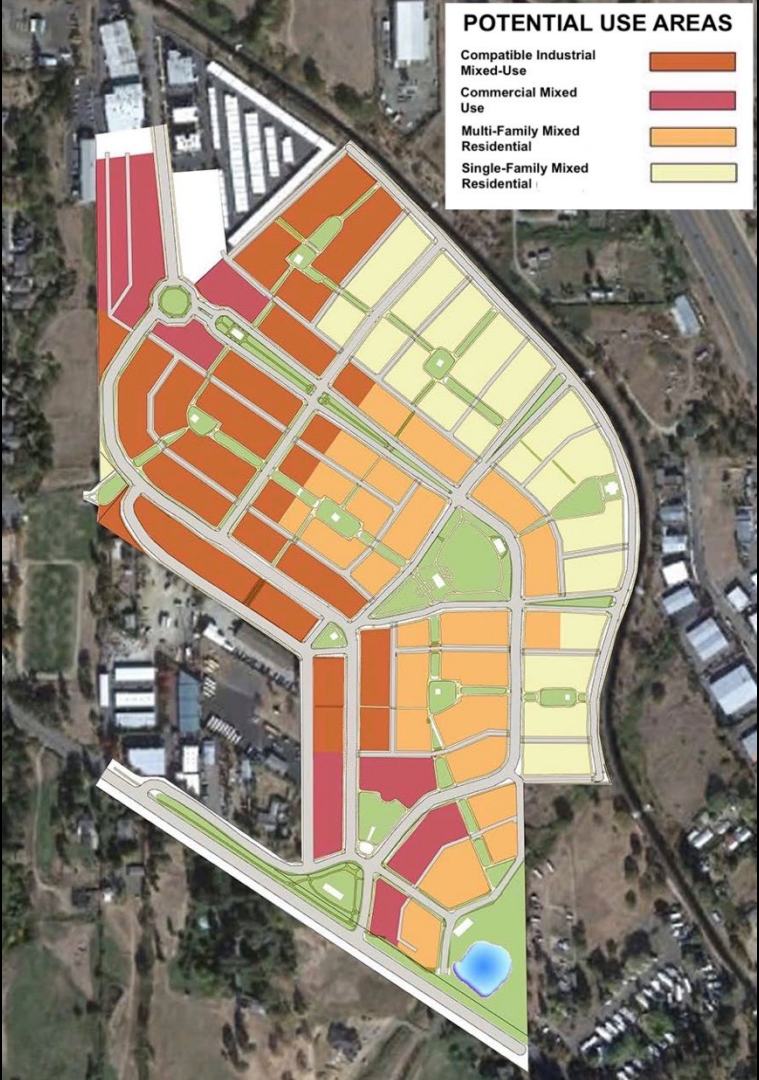 POTENTIAL USE AREAS
Compatible Industrial
Mixed-Use
Commercial Mixed
Use
Multi-Family Mixed
Residential
Single-Family Mixed
Residential